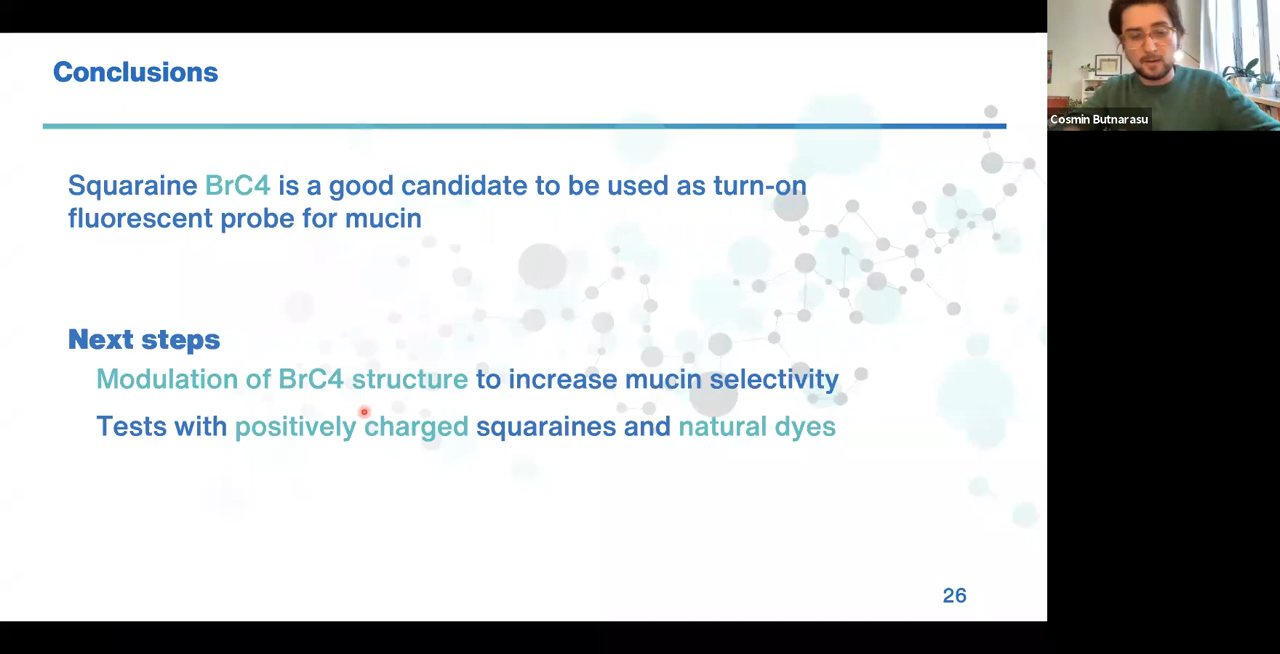 Conclusions
Squaraine BrC4 is a good candidate to be used as turn-on
fluorescent probe for mucin
Next steps
Modulation of BrC4 structure to increase mucin selectivity
Tests with positively charged squaraines and natural dyes
26
Cosmin Butnarasu